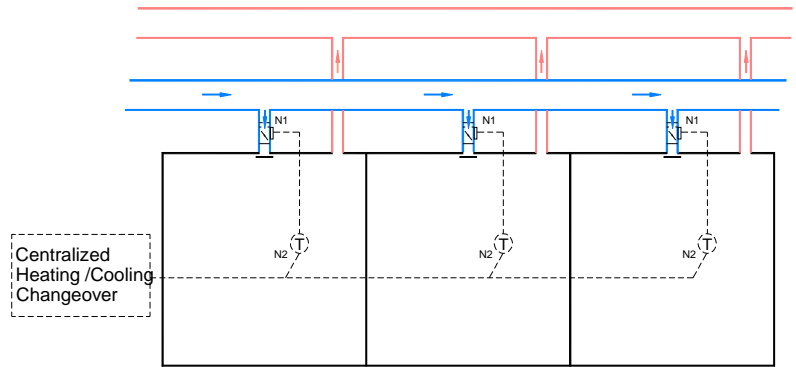 N1
N1
N1
T
T
T
N2
N2
N2
Centralized
Heating /Cooling
Changeover